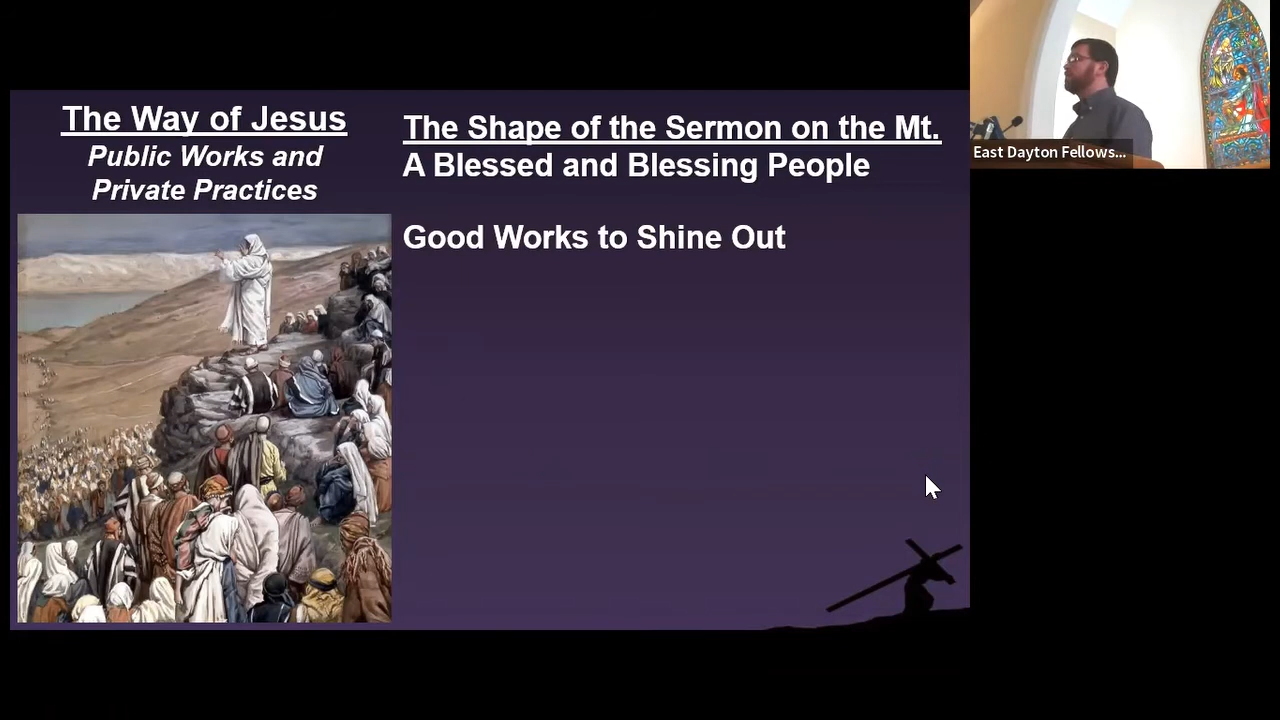 The Way of Jesus
Public Works and
Private Practices
The Shape of the Sermon on the Mt.
A Blessed and Blessing People
Good Works to Shine Out
East Dayton Fellows...